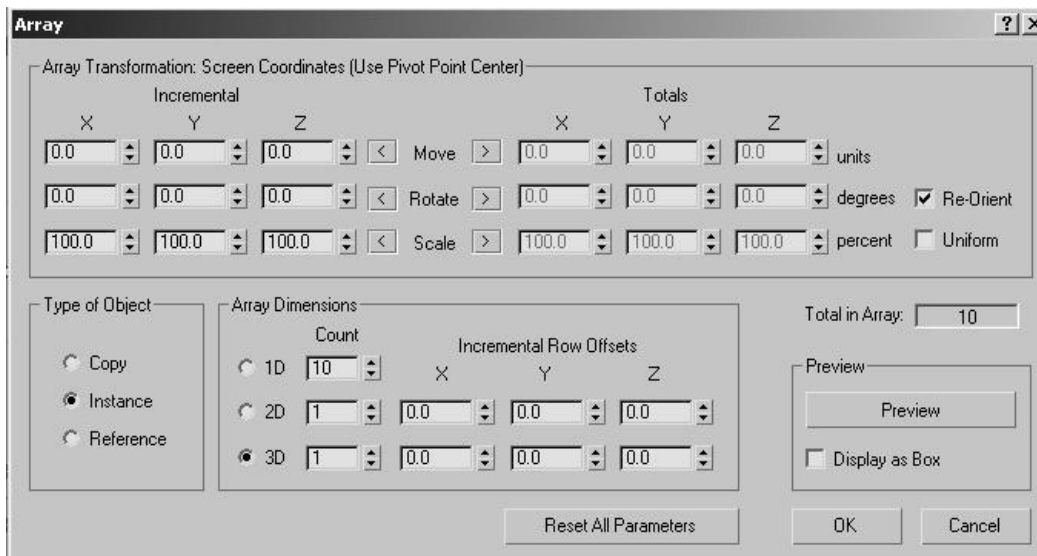 Array ? X
Array Transformation: Screen Coordinates (Use Pivot Point Center)
Incremental Totals
X Y Z X Y Z
0.0 0.0 0.0 < Move > 0.0 0.0 0.0 units
0.0 0.0 0.0 < Rotate > 0.0 0.0 0.0 degrees Re-Orient
100.0 100.0 100.0 < Scale > 100.0 100.0 100.0 percent Uniform
Type of Object
Copy
Instance
Reference
Array Dimensions
Count
Incremental Row Offsets
1D 10 X Y Z
2D 1 0.0 0.0 0.0
3D 1 0.0 0.0 0.0
Total in Array: 10
Preview
Preview
Display as Box
Reset All Parameters OK Cancel